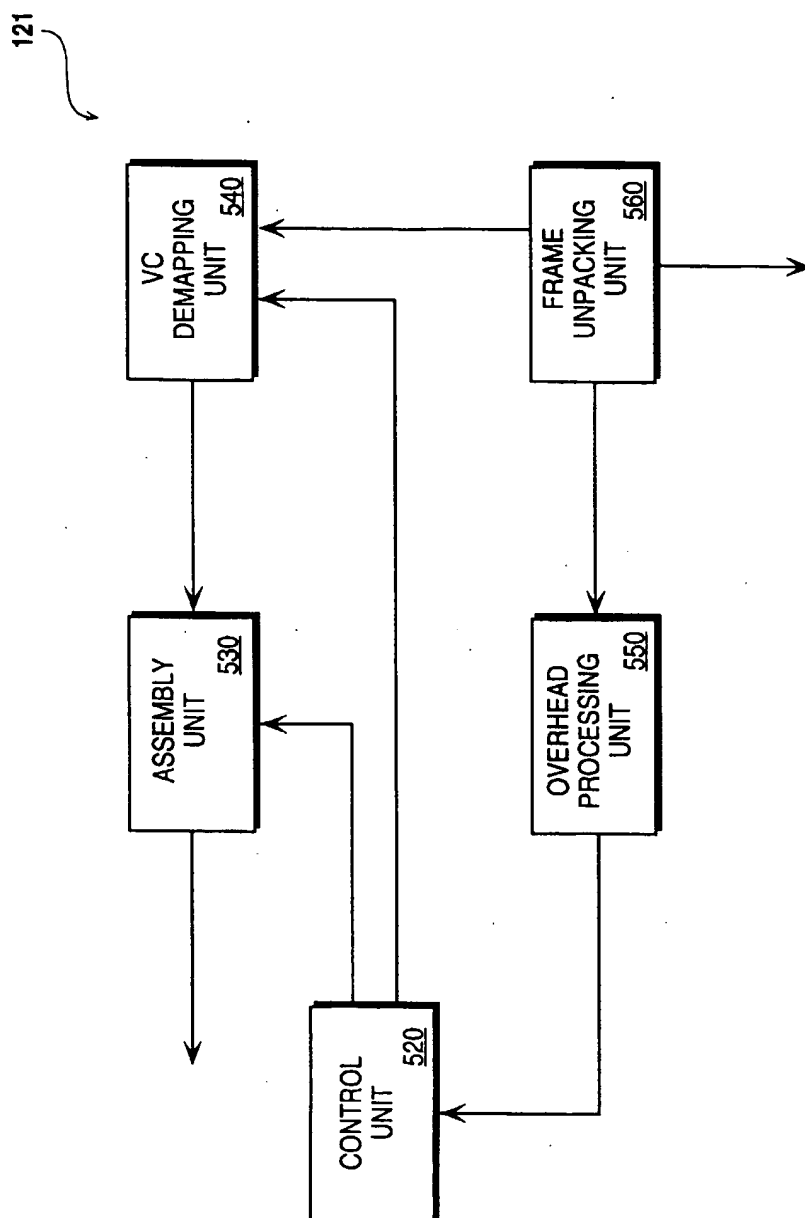 121
VC
DEMAPPING
UNIT
540
ASSEMBLY
UNIT
530
CONTROL
UNIT
520
FRAME
UNPACKING
UNIT
560
OVERHEAD
PROCESSING
UNIT
550